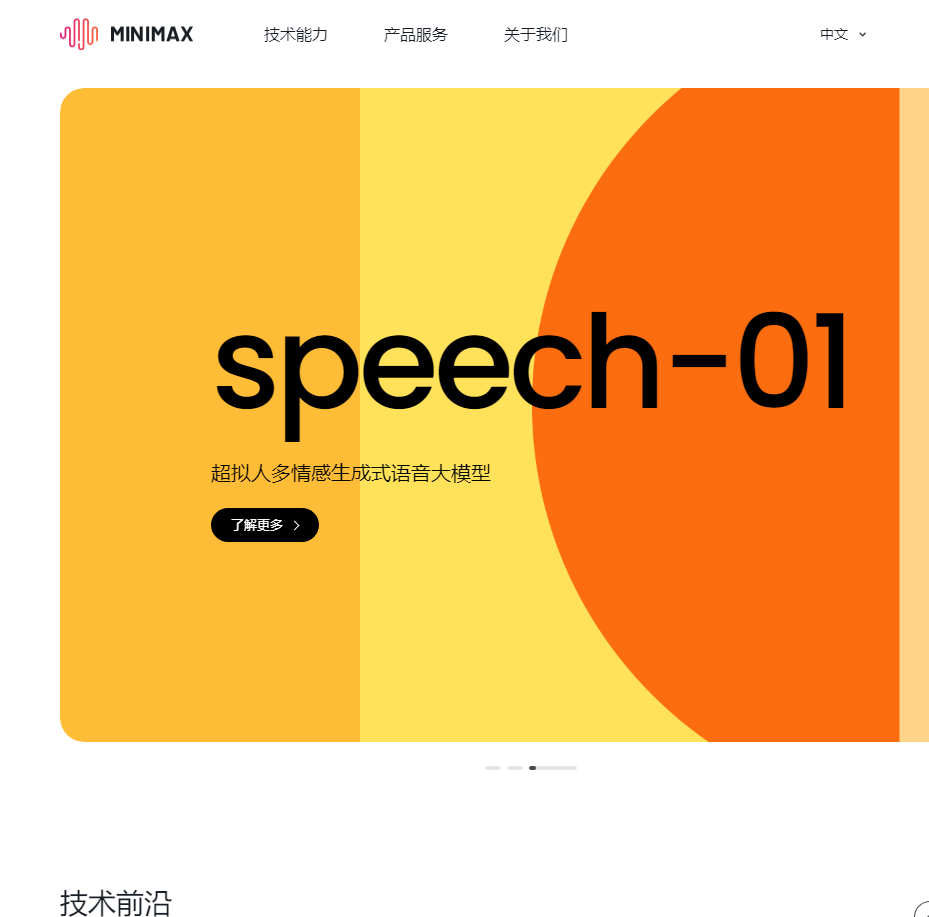 MINIMAX 技术能力 产品服务 关于我们 中文
speech-01
超拟人多情感生成式语音大模型
了解更多
技术前沿